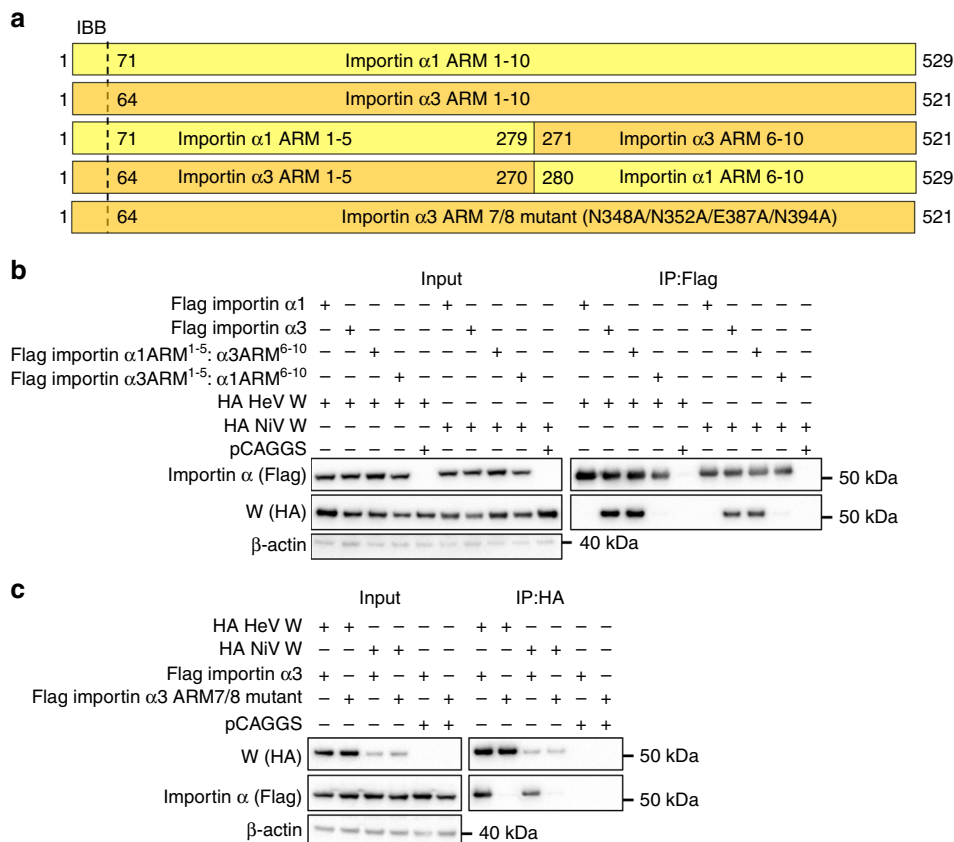 a
IBB
1 71 Importin α1 ARM 1-10 529
1 64 Importin α3 ARM 1-10 521
1 71 Importin α1 ARM 1-5 279 271 Importin α3 ARM 6-10 521
1 64 Importin α3 ARM 1-5 270 280 Importin α1 ARM 6-10 529
1 64 Importin α3 ARM 7/8 mutant (N348A/N352A/E387A/N394A) 521
b
Input IP:Flag
Flag importin α1 + − − − − + − − − − + − − − − + − − − −
Flag importin α3 − + − − − − + − − − − + − − − − + − − −
Flag importin α1ARM1-5: α3ARM6-10 − − + − − − − + − − − − + − − − − + − −
Flag importin α3ARM1-5: α1ARM6-10 − − − + − − − − + − − − − + − − − − + −
HA HeV W + + + + + − − − − − + + + + + − − − − −
HA NiV W − − − − − + + + + + − − − − − + + + + +
pCAGGS − − − − + − − − − + − − − − + − − − − +
Importin α (Flag) 50 kDa
W (HA) 50 kDa
β-actin 40 kDa
c
Input IP:HA
HA HeV W + + − − − − + + − − − −
HA NiV W − − + + − − − − + + − −
Flag importin α3 + − + − + − + − + − + −
Flag importin α3 ARM7/8 mutant − + − + − + − + − + − +
pCAGGS − − − − + + − − − − + +
W (HA) 50 kDa
Importin α (Flag) 50 kDa
β-actin 40 kDa